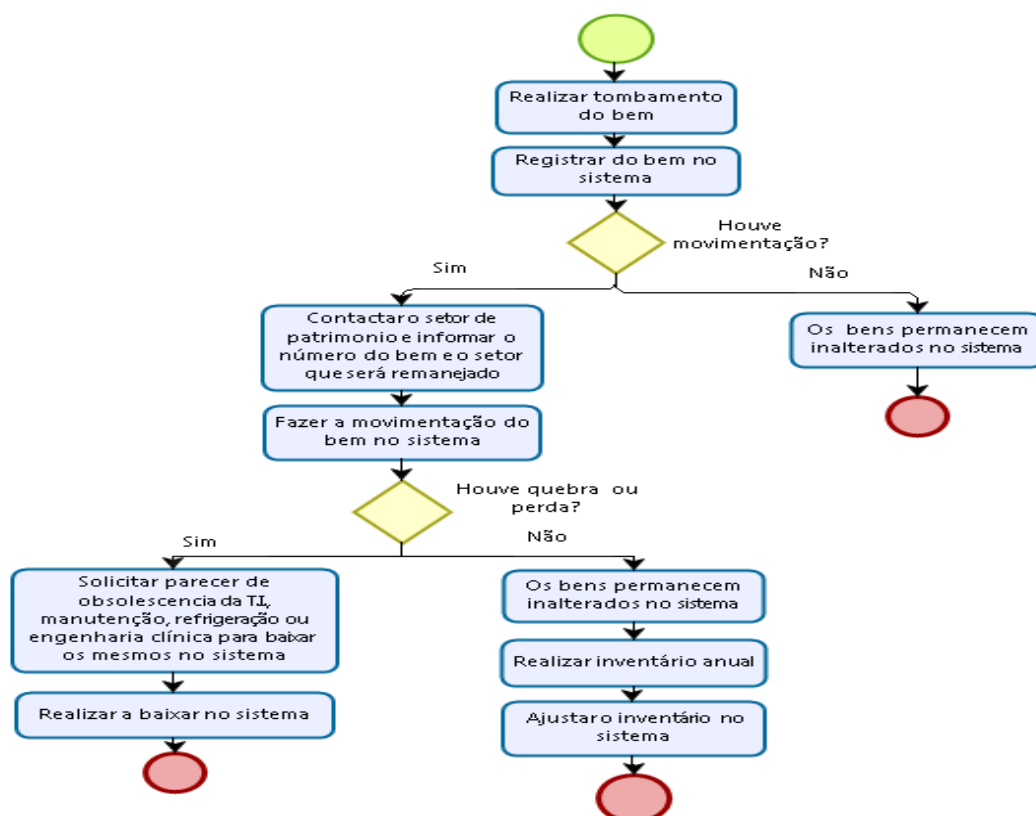 Realizar tombamento
do bem
Registrar do bem no
sistema
Houve
movimentação?
Sim
Não
Contactar o setor de
patrimonio e informar o
número do bem e o setor
que será remanejado
Os bens permanecem
inalterados no sistema
Fazer a movimentação do
bem no sistema
Houve quebra ou
perda?
Sim
Não
Solicitar parecer de
obsolescencia da T.I,
manutenção, refrigeração ou
engenharia clínica para baixar
os mesmos no sistema
Os bens permanecem
inalterados no sistema
Realizar inventário anual
Realizar a baixar no sistema
Ajustar o inventário no
sistema